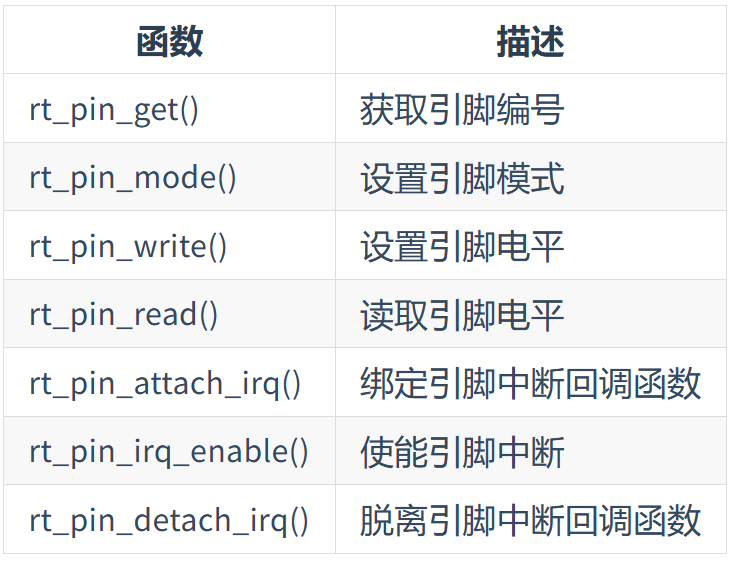 函数 描述
rt_pin_get() 获取引脚编号
rt_pin_mode() 设置引脚模式
rt_pin_write() 设置引脚电平
rt_pin_read() 读取引脚电平
rt_pin_attach_irq() 绑定引脚中断回调函数
rt_pin_irq_enable() 使能引脚中断
rt_pin_detach_irq() 脱离引脚中断回调函数